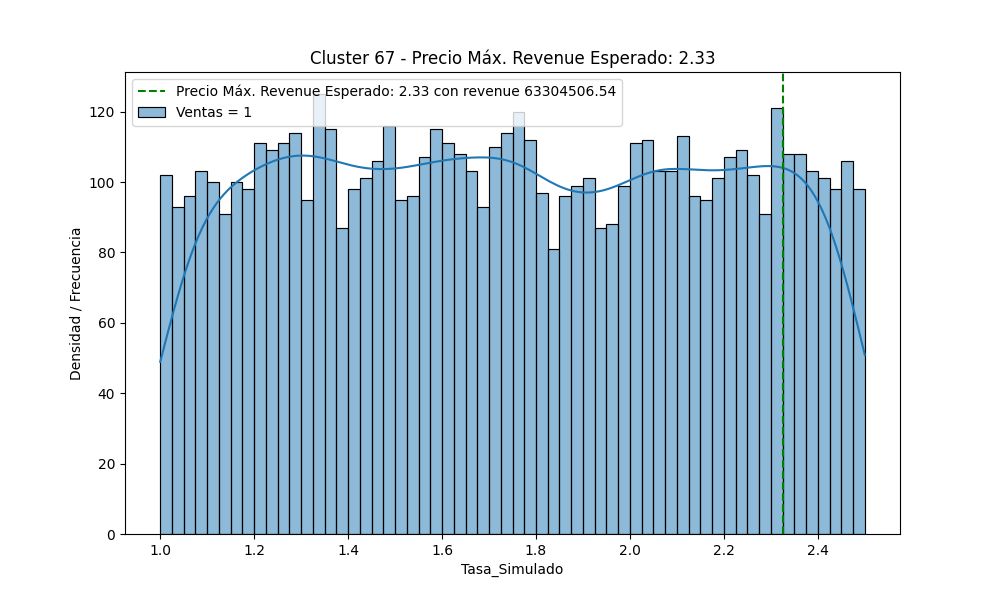 Cluster 67 - Precio Máx. Revenue Esperado: 2.33
Precio Máx. Revenue Esperado: 2.33 con revenue 63304506.54
Ventas = 1
Densidad / Frecuencia
120
100
80
60
40
20
0
1.0 1.2 1.4 1.6 1.8 2.0 2.2 2.4
Tasa_Simulado